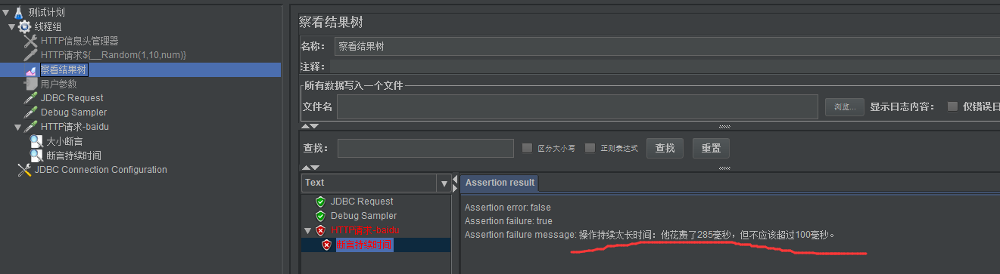 测试计划
线程组
HTTP信息头管理器
HTTP请求${__Random(1,10,num)}
察看结果树
用户参数
JDBC Request
Debug Sampler
HTTP请求-baidu
大小断言
断言持续时间
JDBC Connection Configuration
察看结果树
名称： 察看结果树
注释：
所有数据写入一个文件
文件名 浏览... 显示日志内容： 仅错误日
查找： 区分大小写 正则表达式 查找 重置
Text
JDBC Request
Debug Sampler
HTTP请求-baidu
断言持续时间
Assertion result
Assertion error: false
Assertion failure: true
Assertion failure message: 操作持续太长时间：他花费了285毫秒，但不应该超过100毫秒。